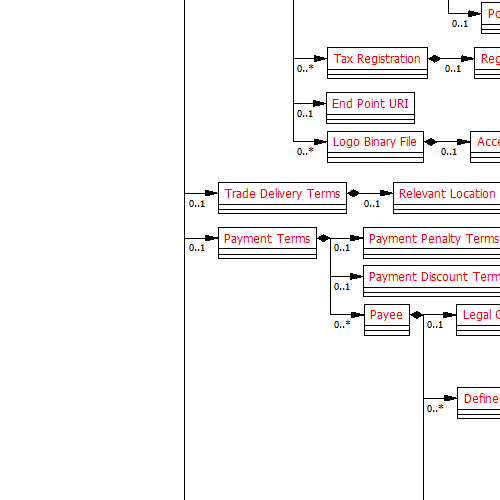 Po
0..1
Tax Registration
Reg
0..*
0..1
End Point URI
0..1
Logo Binary File
Acce
0..*
0..1
Trade Delivery Terms
Relevant Location
0..1
0..1
Payment Terms
Payment Penalty Terms
0..1
0..1
Payment Discount Term
0..1
Payee
Legal
0..*
0..1
Define
0..*